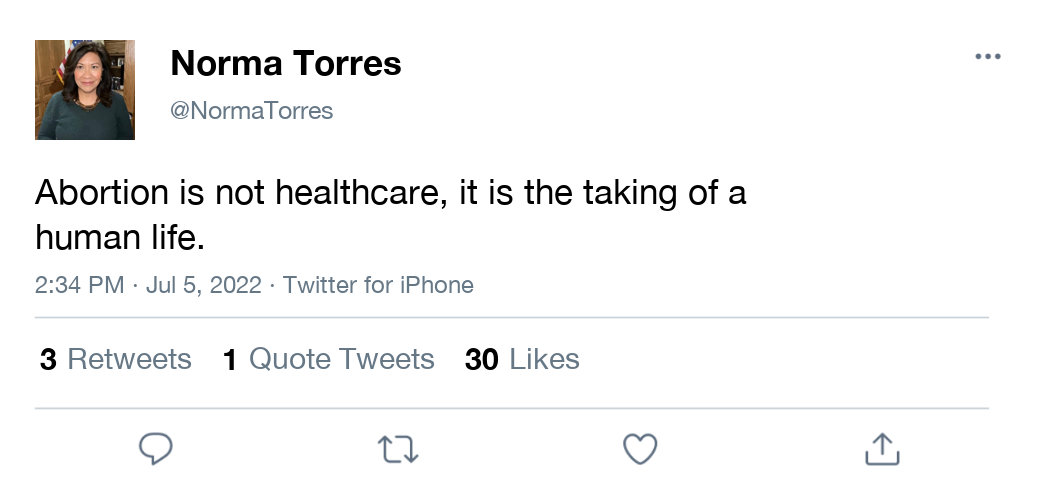 Norma Torres
@NormaTorres
Abortion is not healthcare, it is the taking of a
human life.
2:34 PM · Jul 5, 2022 · Twitter for iPhone
3 Retweets 1 Quote Tweets 30 Likes